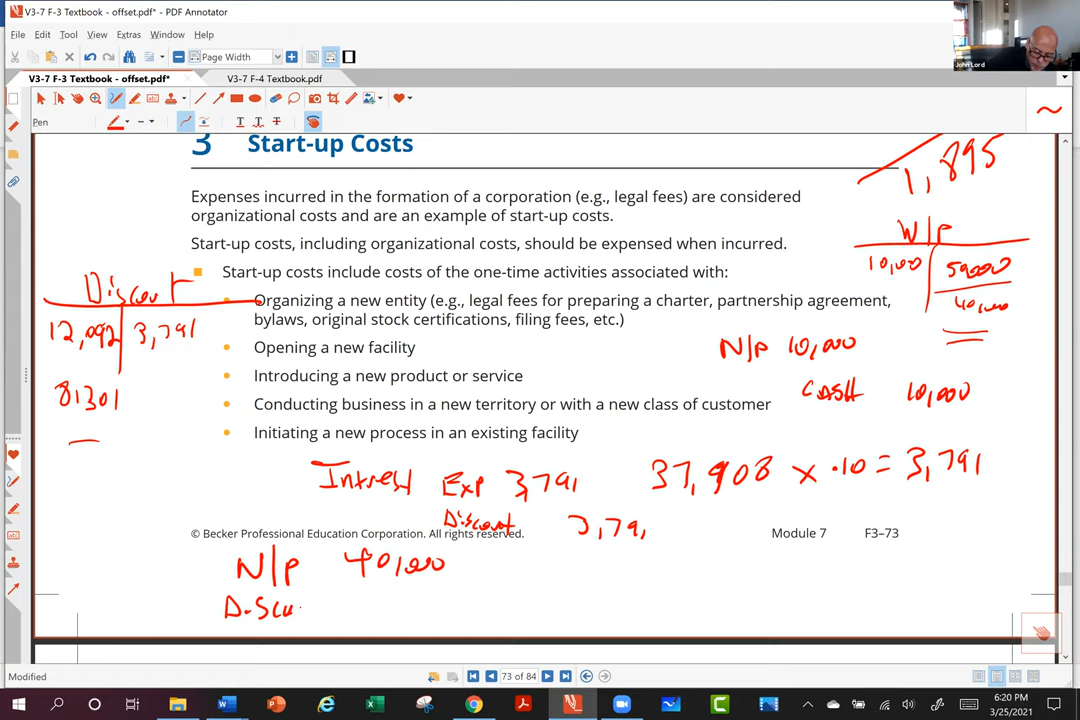 V3-7 F-3 Textbook - offset.pdf* - PDF Annotator
File Edit Tool View Extras Window Help
Page Width
V3-7 F-3 Textbook - offset.pdf* V3-7 F-4 Textbook.pdf
John Lord
Pen
3 Start-up Costs
1,895
Expenses incurred in the formation of a corporation (e.g., legal fees) are considered
organizational costs and are an example of start-up costs.
Start-up costs, including organizational costs, should be expensed when incurred.
Start-up costs include costs of the one-time activities associated with:
Organizing a new entity (e.g., legal fees for preparing a charter, partnership agreement,
bylaws, original stock certifications, filing fees, etc.)
Opening a new facility
Introducing a new product or service
Conducting business in a new territory or with a new class of customer
Initiating a new process in an existing facility
N/P
10,000 50000
40,000
Discount
12,092 3,791
8,301
N/P 10,000
CASH 10,000
Interest Exp 3,791 37,908 x .10 = 3,791
Discount 3,791
© Becker Professional Education Corporation. All rights reserved. Module 7 F3–73
N/P 40,000
Discou
Modified
73 of 84
6:20 PM
3/25/2021